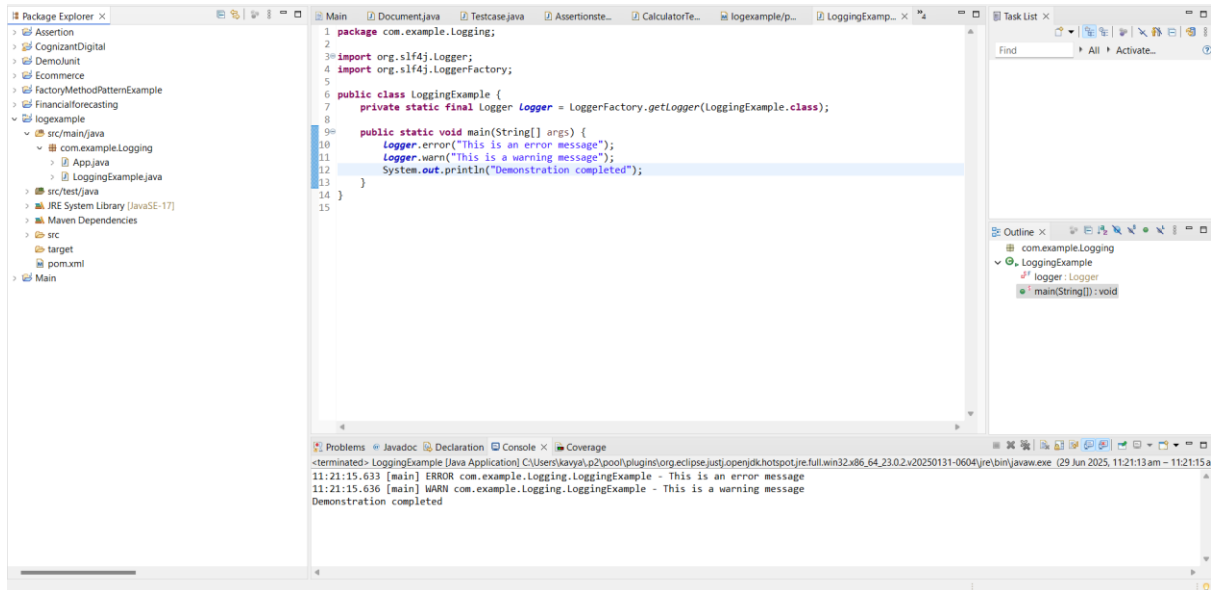 Package Explorer
Assertion
CognizantDigital
DemoJunit
Ecommerce
FactoryMethodPatternExample
Financialforecasting
logexample
src/main/java
com.example.Logging
App.java
LoggingExample.java
src/test/java
JRE System Library [JavaSE-17]
Maven Dependencies
src
target
pom.xml
Main
Main Document.java Testcase.java Assertionste... CalculatorTe... logexample/p... LoggingExamp... 4
1 package com.example.Logging;
2
3 import org.slf4j.Logger;
4 import org.slf4j.LoggerFactory;
5
6 public class LoggingExample {
7 private static final Logger logger = LoggerFactory.getLogger(LoggingExample.class);
8
9 public static void main(String[] args) {
10 logger.error("This is an error message");
11 logger.warn("This is a warning message");
12 System.out.println("Demonstration completed");
13 }
14 }
15
Task List
Find All Activate...
Outline
com.example.Logging
LoggingExample
logger : Logger
main(String[]) : void
Problems Javadoc Declaration Console Coverage
<terminated> LoggingExample [Java Application] C:\Users\kavya\.p2\pool\plugins\org.eclipse.justj.openjdk.hotspot.jre.full.win32.x86_64_23.0.2.v20250131-0604\jre\bin\javaw.exe (29 Jun 2025, 11:21:13 am – 11:21:15 a
11:21:15.633 [main] ERROR com.example.Logging.LoggingExample - This is an error message
11:21:15.636 [main] WARN com.example.Logging.LoggingExample - This is a warning message
Demonstration completed